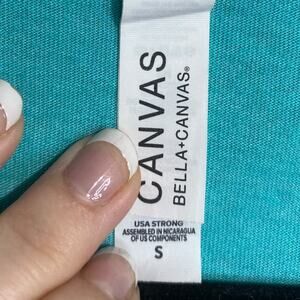 CANVAS
BELLA+CANVAS®
USA STRONG
ASSEMBLED IN NICARAGUA
OF US COMPONENTS
S